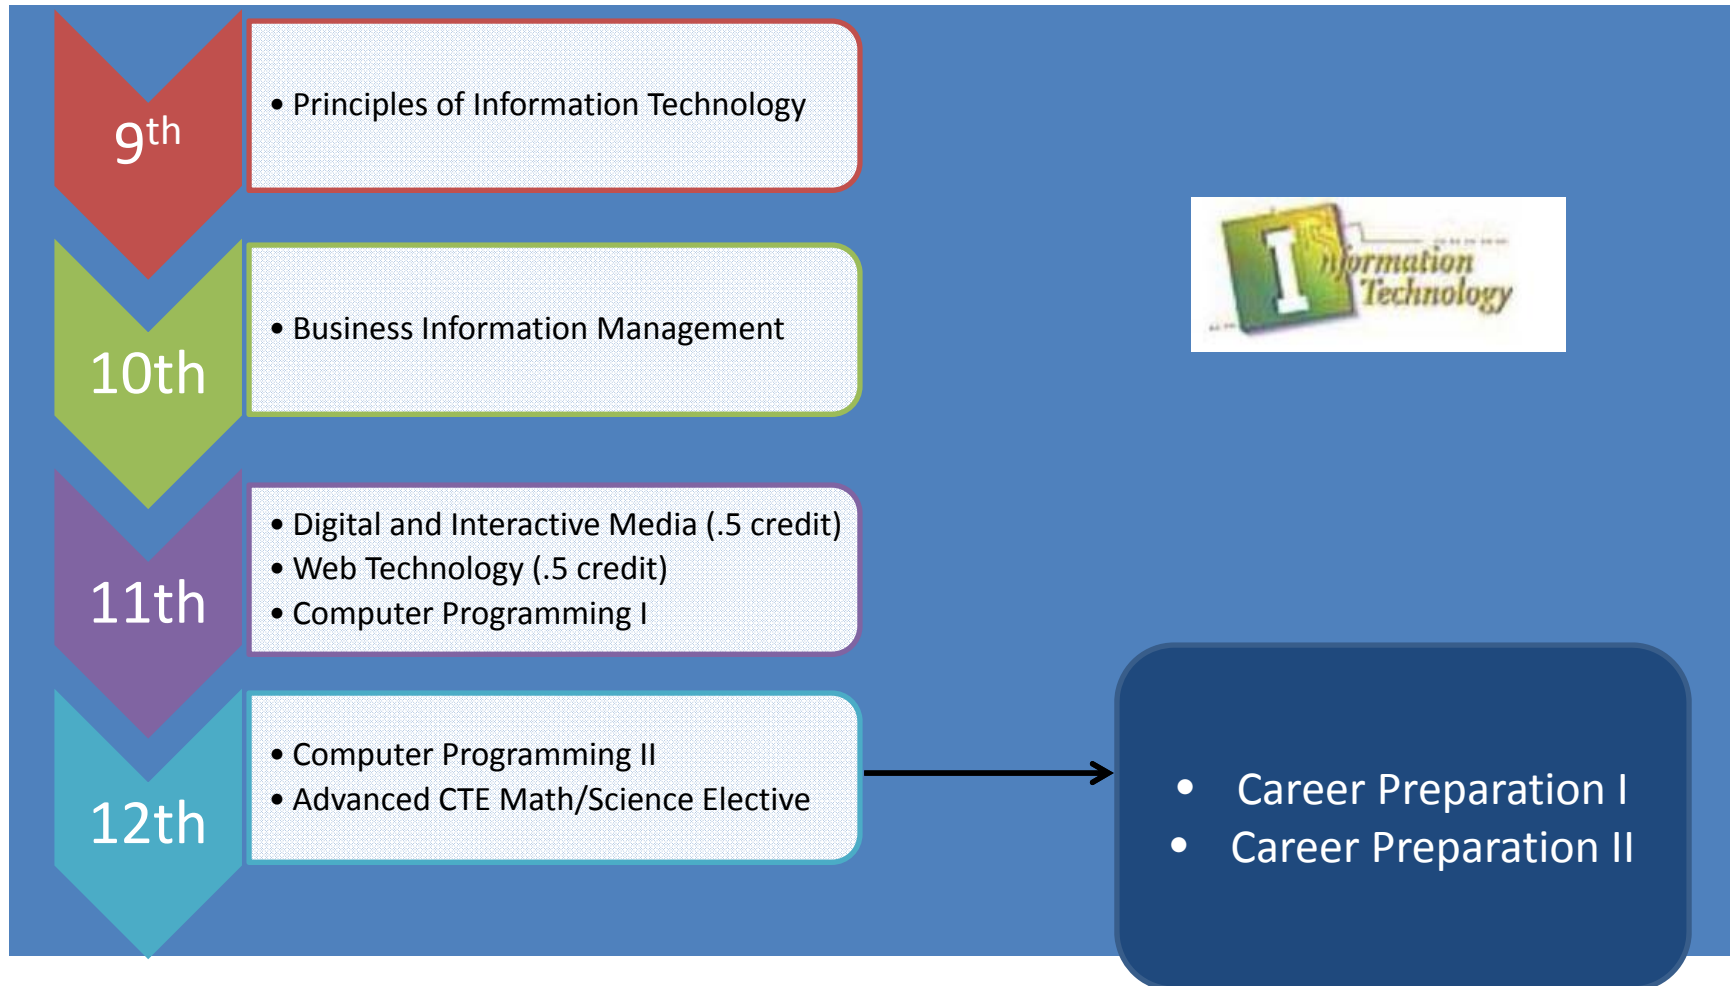 9th
• Principles of Information Technology
10th
• Business Information Management
Information
Technology
11th
• Digital and Interactive Media (.5 credit)
• Web Technology (.5 credit)
• Computer Programming I
12th
• Computer Programming II
• Advanced CTE Math/Science Elective
• Career Preparation I
• Career Preparation II